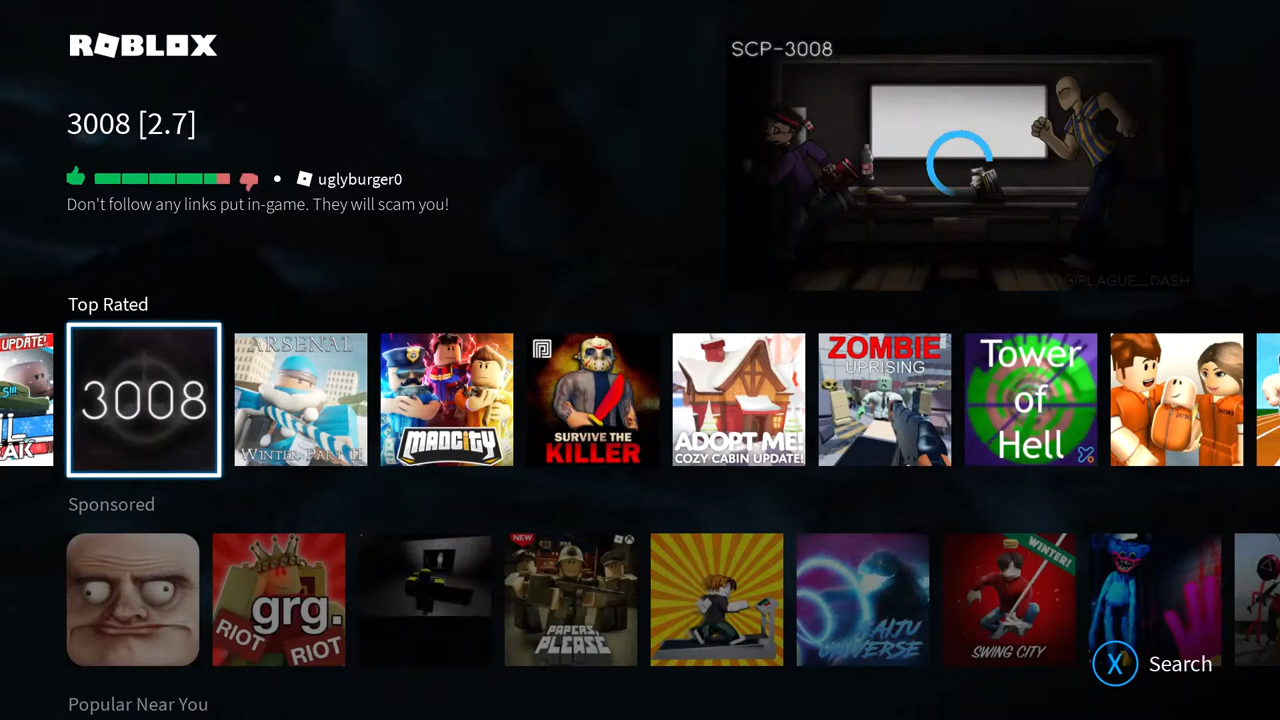 ROBLOX
SCP-3008
3008 [2.7]
uglyburger0
Don't follow any links put in-game. They will scam you!
@PLAGUE_DASH
Top Rated
UPDATE!
3008
ARSENAL
WINTER PART II
MADCITY
SURVIVE THE
KILLER
ADOPT ME!
COZY CABIN UPDATE!
ZOMBIE
UPRISING
Tower
of
Hell
Sponsored
grg.
RIOT
RIOT
NEW
PAPERS,
PLEASE
KAIJU
UNIVERSE
WINTER!
SWING CITY
X Search
Popular Near You